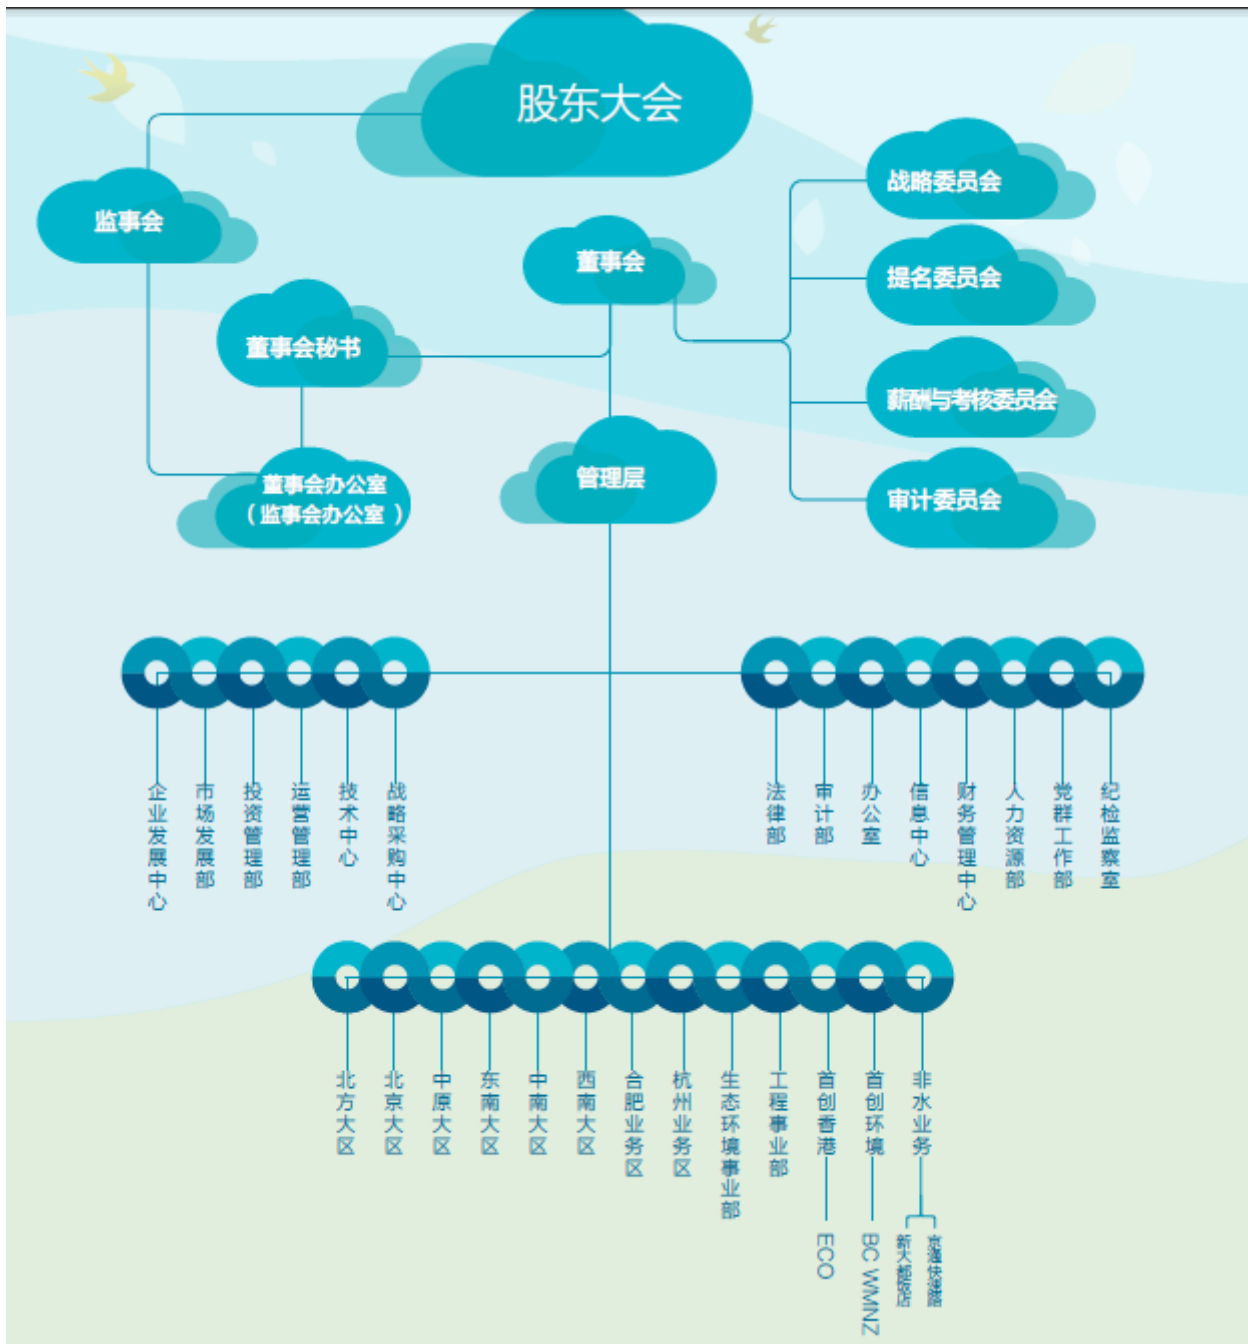 股东大会
监事会
董事会
董事会秘书
董事会办公室
（监事会办公室 ）
管理层
战略委员会
提名委员会
薪酬与考核委员会
审计委员会
企业发展中心
市场发展部
投资管理部
运营管理部
技术中心
战略采购中心
法律部
审计部
办公室
信息中心
财务管理中心
人力资源部
党群工作部
纪检监察室
北方大区
北京大区
中原大区
东南大区
中南大区
西南大区
合肥业务区
杭州业务区
生态环境事业部
工程事业部
首创香港
首创环境
非水业务
ECO
BC WMNZ
新大都饭店
京通快速路